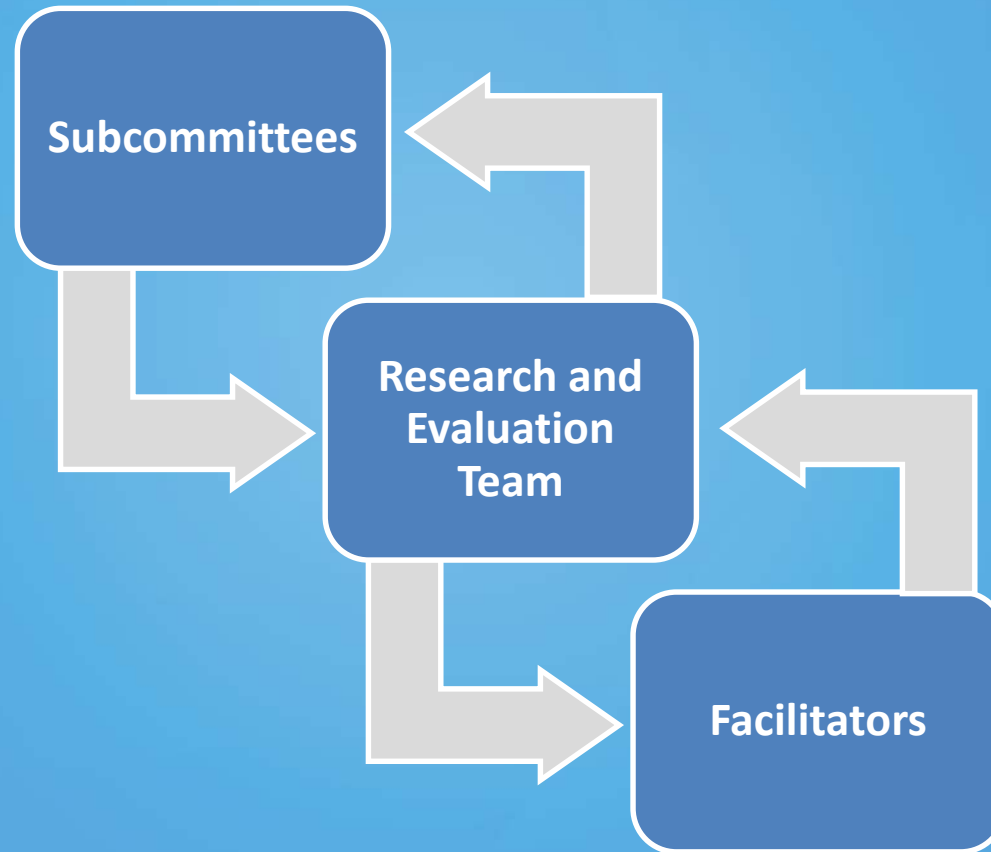 Subcommittees
Research and
Evaluation
Team
Facilitators